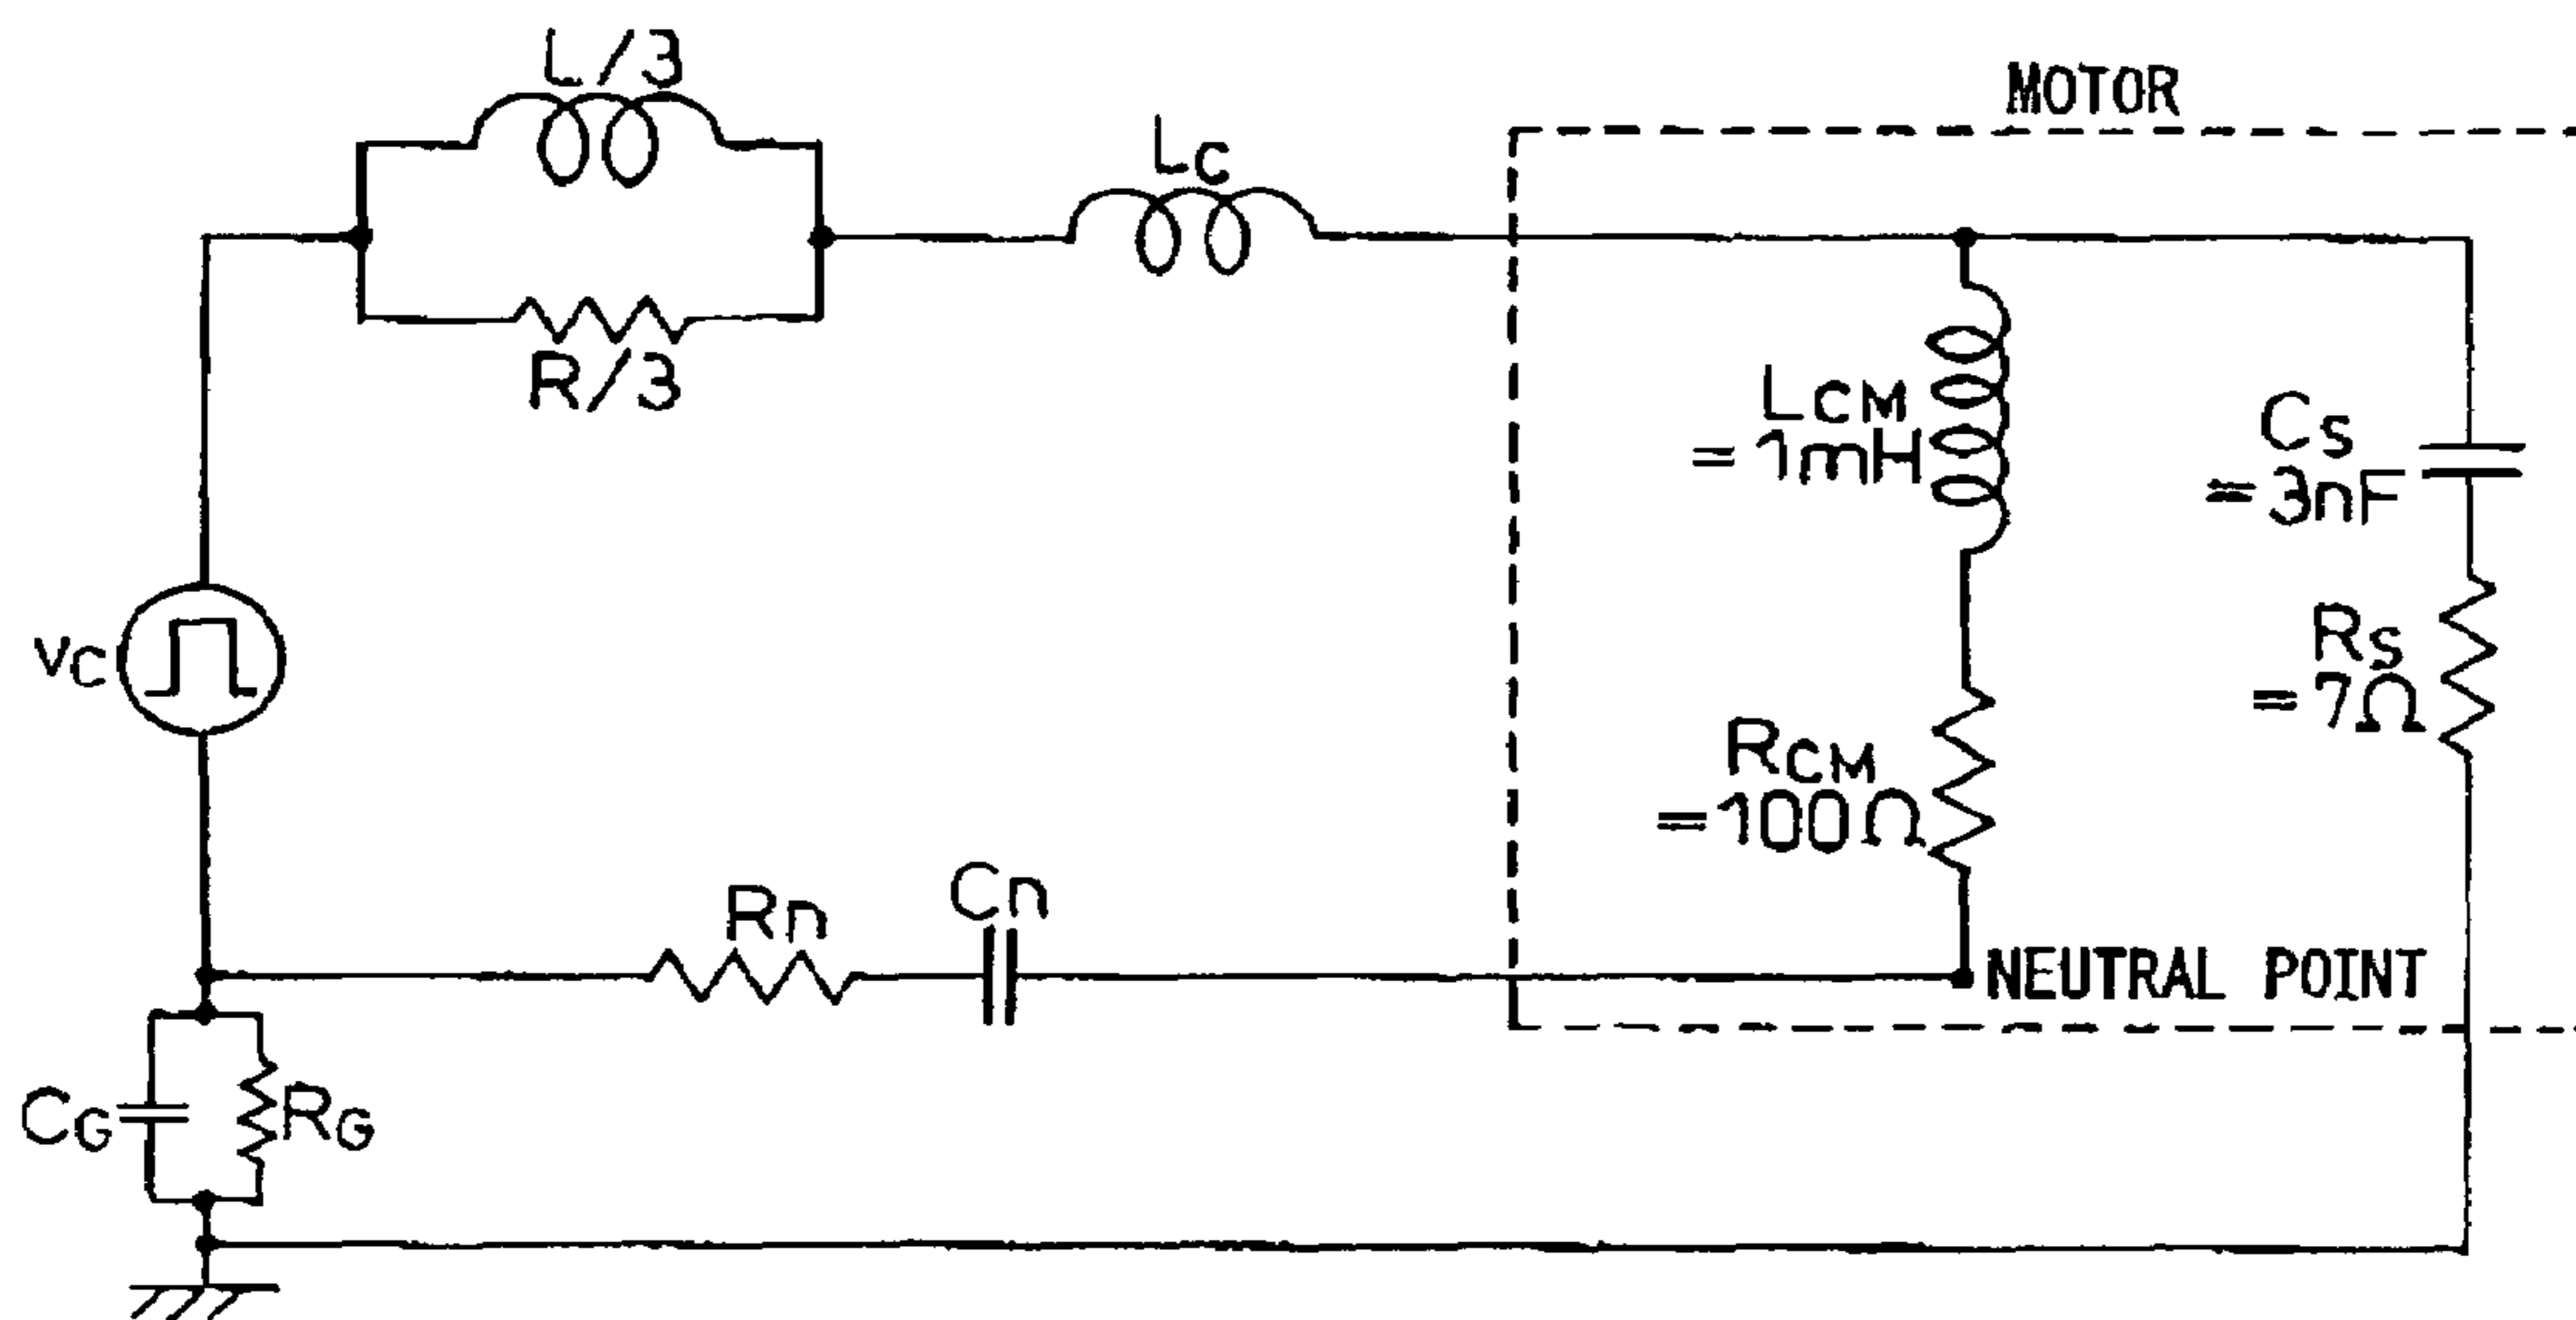 L/3
MOTOR
LC
R/3
LCM
=1mH
CS
=3nF
vC
RS
=7Ω
RCM
=100Ω
Rn
Cn
NEUTRAL POINT
CG
RG